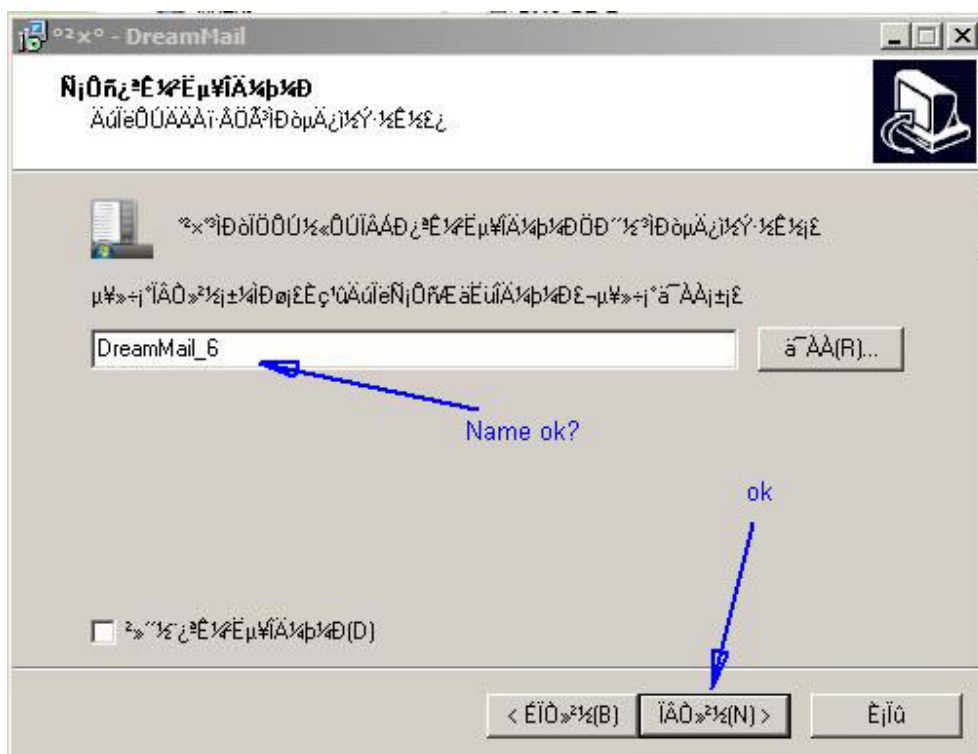 °²×° - DreamMail
Ñ¡Ôñ¿ªÊ¼²Ëµ¥ÎÄ¼þ¼Ð
ÄúÏëÔÚÄÄÀï·ÅÖÃ³ÌÐòµÄ¿ì½Ý·½Ê½£¿
°²×°³ÌÐòÏÖÔÚ½«ÔÚÏÂÁÐ¿ªÊ¼²Ëµ¥ÎÄ¼þ¼ÐÖÐ´´½¨³ÌÐòµÄ¿ì½Ý·½Ê½¡£
µ¥»÷¡°ÏÂÒ»²½¡±¼ÌÐø¡£Èç¹ûÄúÏëÑ¡ÔñÆäËüÎÄ¼þ¼Ð£¬µ¥»÷¡°ä¯ÀÀ¡±¡£
DreamMail_6
ä¯ÀÀ(R)...
Name ok?
ok
²»´´½¨¿ªÊ¼²Ëµ¥ÎÄ¼þ¼Ð(D)
< ÉÏÒ»²½(B)
ÏÂÒ»²½(N) >
È¡Ïû